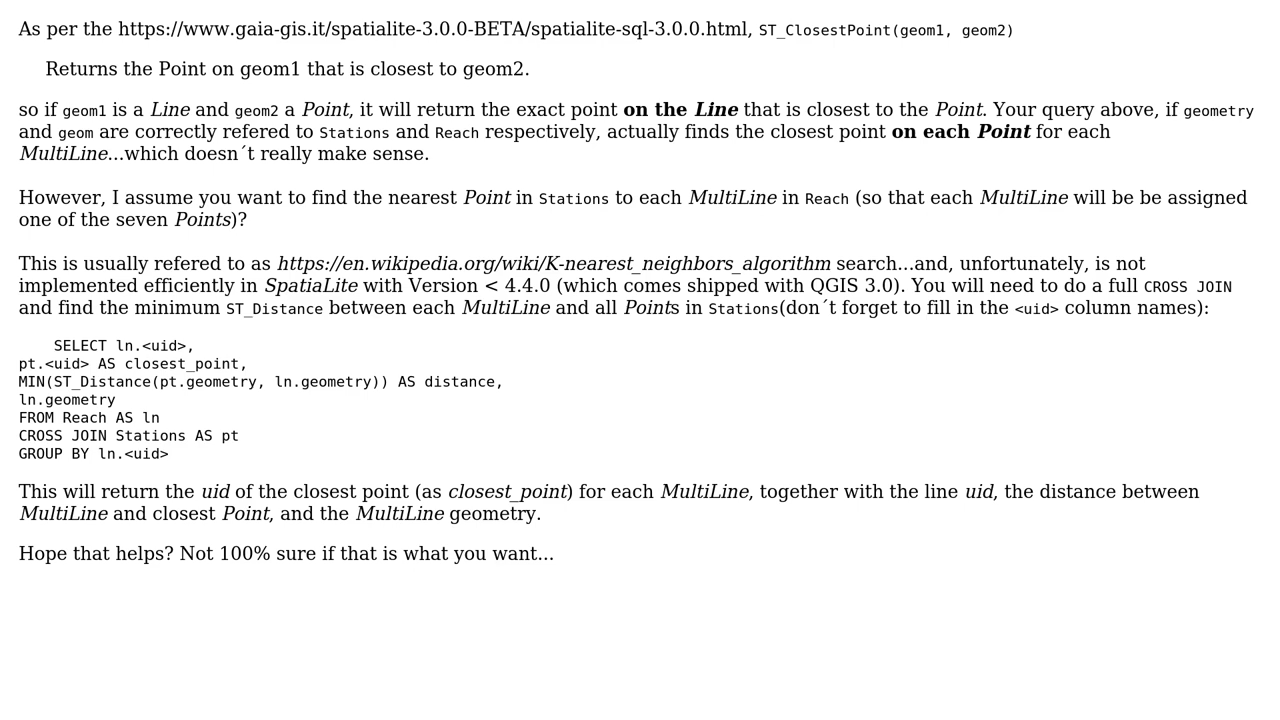 As per the https://www.gaia-gis.it/spatialite-3.0.0-BETA/spatialite-sql-3.0.0.html, ST_ClosestPoint(geom1, geom2)
Returns the Point on geom1 that is closest to geom2.
so if geom1 is a Line and geom2 a Point, it will return the exact point on the Line that is closest to the Point. Your query above, if geometry
and geom are correctly refered to Stations and Reach respectively, actually finds the closest point on each Point for each
MultiLine...which doesn´t really make sense.
However, I assume you want to find the nearest Point in Stations to each MultiLine in Reach (so that each MultiLine will be be assigned
one of the seven Points)?
This is usually refered to as https://en.wikipedia.org/wiki/K-nearest_neighbors_algorithm search...and, unfortunately, is not
implemented efficiently in SpatiaLite with Version < 4.4.0 (which comes shipped with QGIS 3.0). You will need to do a full CROSS JOIN
and find the minimum ST_Distance between each MultiLine and all Points in Stations(don´t forget to fill in the <uid> column names):
SELECT ln.<uid>,
pt.<uid> AS closest_point,
MIN(ST_Distance(pt.geometry, ln.geometry)) AS distance,
ln.geometry
FROM Reach AS ln
CROSS JOIN Stations AS pt
GROUP BY ln.<uid>
This will return the uid of the closest point (as closest_point) for each MultiLine, together with the line uid, the distance between
MultiLine and closest Point, and the MultiLine geometry.
Hope that helps? Not 100% sure if that is what you want...